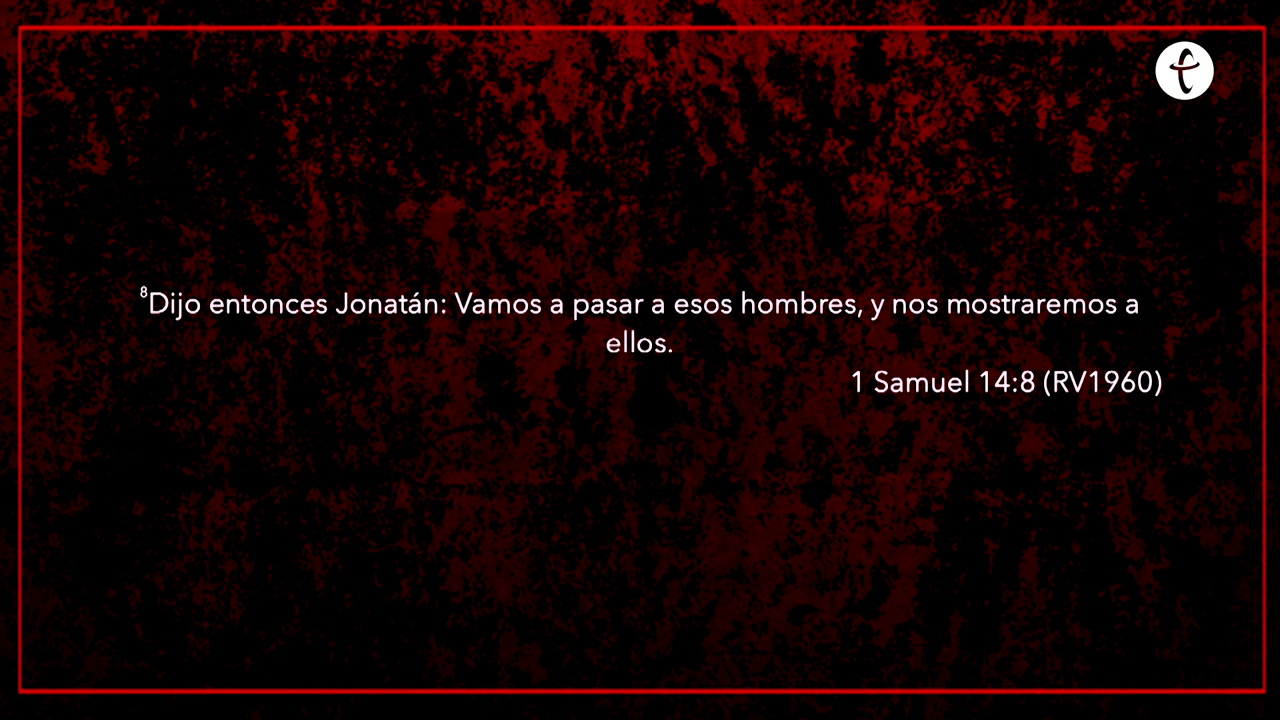 ⁸Dijo entonces Jonatán: Vamos a pasar a esos hombres, y nos mostraremos a
ellos.
1 Samuel 14:8 (RV1960)